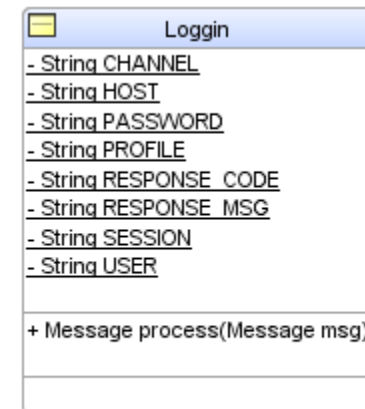 Loggin
- String CHANNEL
- String HOST
- String PASSWORD
- String PROFILE
- String RESPONSE_CODE
- String RESPONSE_MSG
- String SESSION
- String USER
+ Message process(Message msg)